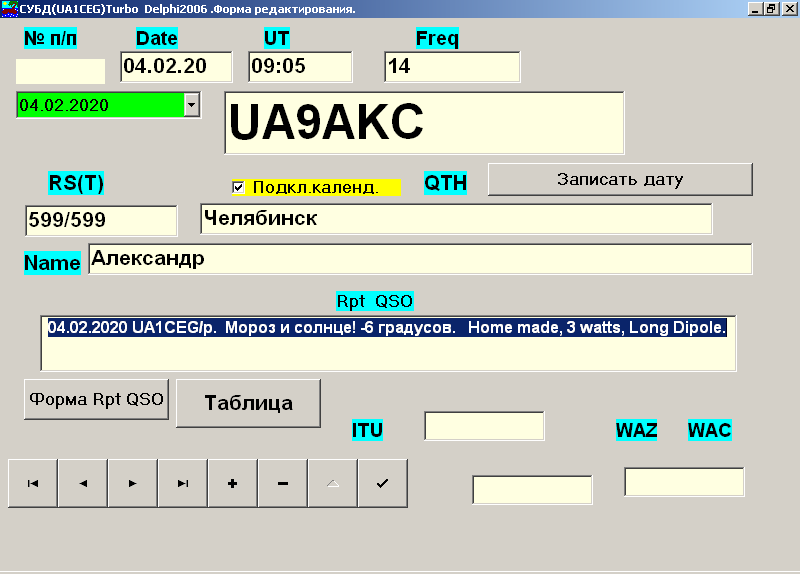 СУБД(UA1CEG)Turbo Delphi2006 .Форма редактирования.
№ п/п Date UT Freq
04.02.20 09:05 14
04.02.2020
UA9AKC
RS(T) Подкл.календ. QTH Записать дату
599/599 Челябинск
Name Александр
Rpt QSO
04.02.2020 UA1CEG/p. Мороз и солнце! -6 градусов. Home made, 3 watts, Long Dipole.
Форма Rpt QSO Таблица
ITU WAZ WAC